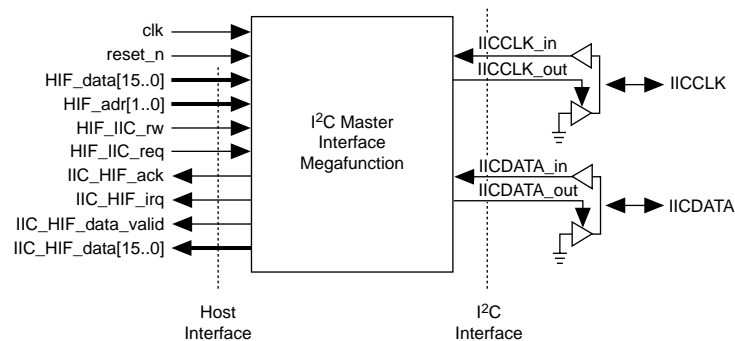 clk
reset_n
HIF_data[15..0]
HIF_adr[1..0]
HIF_IIC_rw
HIF_IIC_req
IIC_HIF_ack
IIC_HIF_irq
IIC_HIF_data_valid
IIC_HIF_data[15..0]
I²C Master
Interface
Megafunction
IICCLK_in
IICCLK_out
IICCLK
IICDATA_in
IICDATA_out
IICDATA
Host
Interface
I²C
Interface